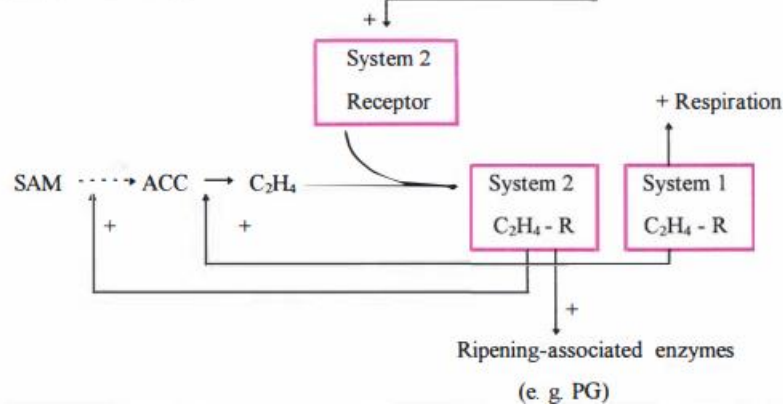 +
System 2
Receptor
+ Respiration
SAM ACC C₂H₄
System 2
C₂H₄ - R
System 1
C₂H₄ - R
+ +
+
Ripening-associated enzymes
(e. g. PG)